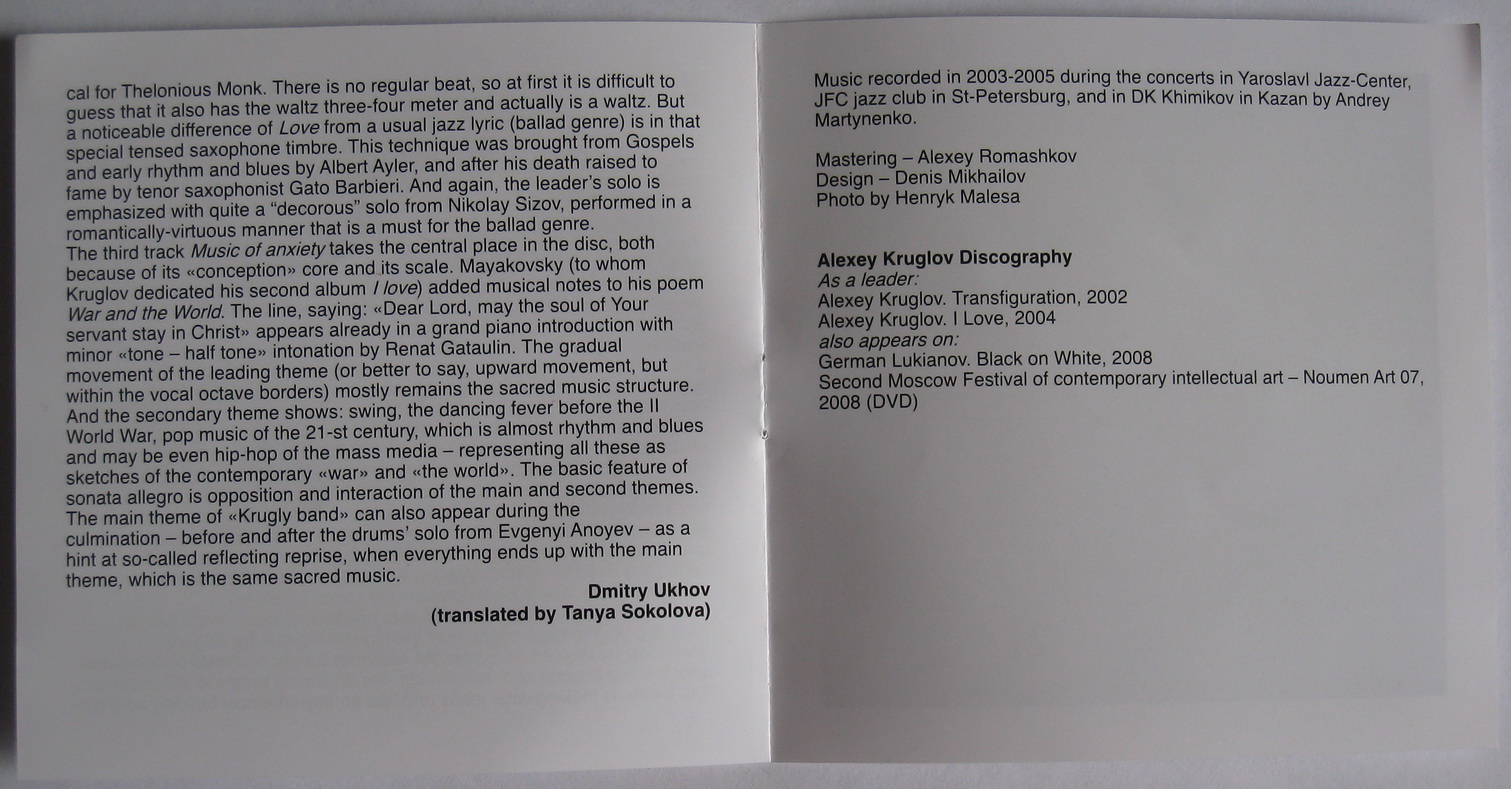 cal for Thelonious Monk. There is no regular beat, so at first it is difficult to
guess that it also has the waltz three-four meter and actually is a waltz. But
a noticeable difference of Love from a usual jazz lyric (ballad genre) is in that
special tensed saxophone timbre. This technique was brought from Gospels
and early rhythm and blues by Albert Ayler, and after his death raised to
fame by tenor saxophonist Gato Barbieri. And again, the leader's solo is
emphasized with quite a “decorous” solo from Nikolay Sizov, performed in a
romantically-virtuous manner that is a must for the ballad genre.
The third track Music of anxiety takes the central place in the disc, both
because of its «conception» core and its scale. Mayakovsky (to whom
Kruglov dedicated his second album I love) added musical notes to his poem
War and the World. The line, saying: «Dear Lord, may the soul of Your
servant stay in Christ» appears already in a grand piano introduction with
minor «tone – half tone» intonation by Renat Gataulin. The gradual
movement of the leading theme (or better to say, upward movement, but
within the vocal octave borders) mostly remains the sacred music structure.
And the secondary theme shows: swing, the dancing fever before the II
World War, pop music of the 21-st century, which is almost rhythm and blues
and may be even hip-hop of the mass media – representing all these as
sketches of the contemporary «war» and «the world». The basic feature of
sonata allegro is opposition and interaction of the main and second themes.
The main theme of «Krugly band» can also appear during the
culmination – before and after the drums' solo from Evgenyi Anoyev – as a
hint at so-called reflecting reprise, when everything ends up with the main
theme, which is the same sacred music.
Dmitry Ukhov
(translated by Tanya Sokolova)
Music recorded in 2003-2005 during the concerts in Yaroslavl Jazz-Center,
JFC jazz club in St-Petersburg, and in DK Khimikov in Kazan by Andrey
Martynenko.
Mastering – Alexey Romashkov
Design – Denis Mikhailov
Photo by Henryk Malesa
Alexey Kruglov Discography
As a leader:
Alexey Kruglov. Transfiguration, 2002
Alexey Kruglov. I Love, 2004
also appears on:
German Lukianov. Black on White, 2008
Second Moscow Festival of contemporary intellectual art – Noumen Art 07,
2008 (DVD)